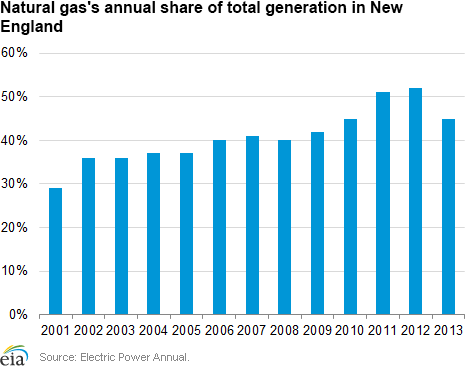 Natural gas's annual share of total generation in New
England
60%
50%
40%
30%
20%
10%
0%
2001 2002 2003 2004 2005 2006 2007 2008 2009 2010 2011 2012 2013
eia Source: Electric Power Annual.